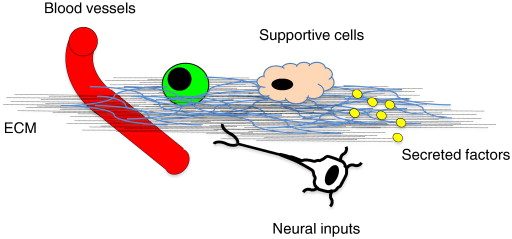 Blood vessels
Supportive cells
ECM
Secreted factors
Neural inputs